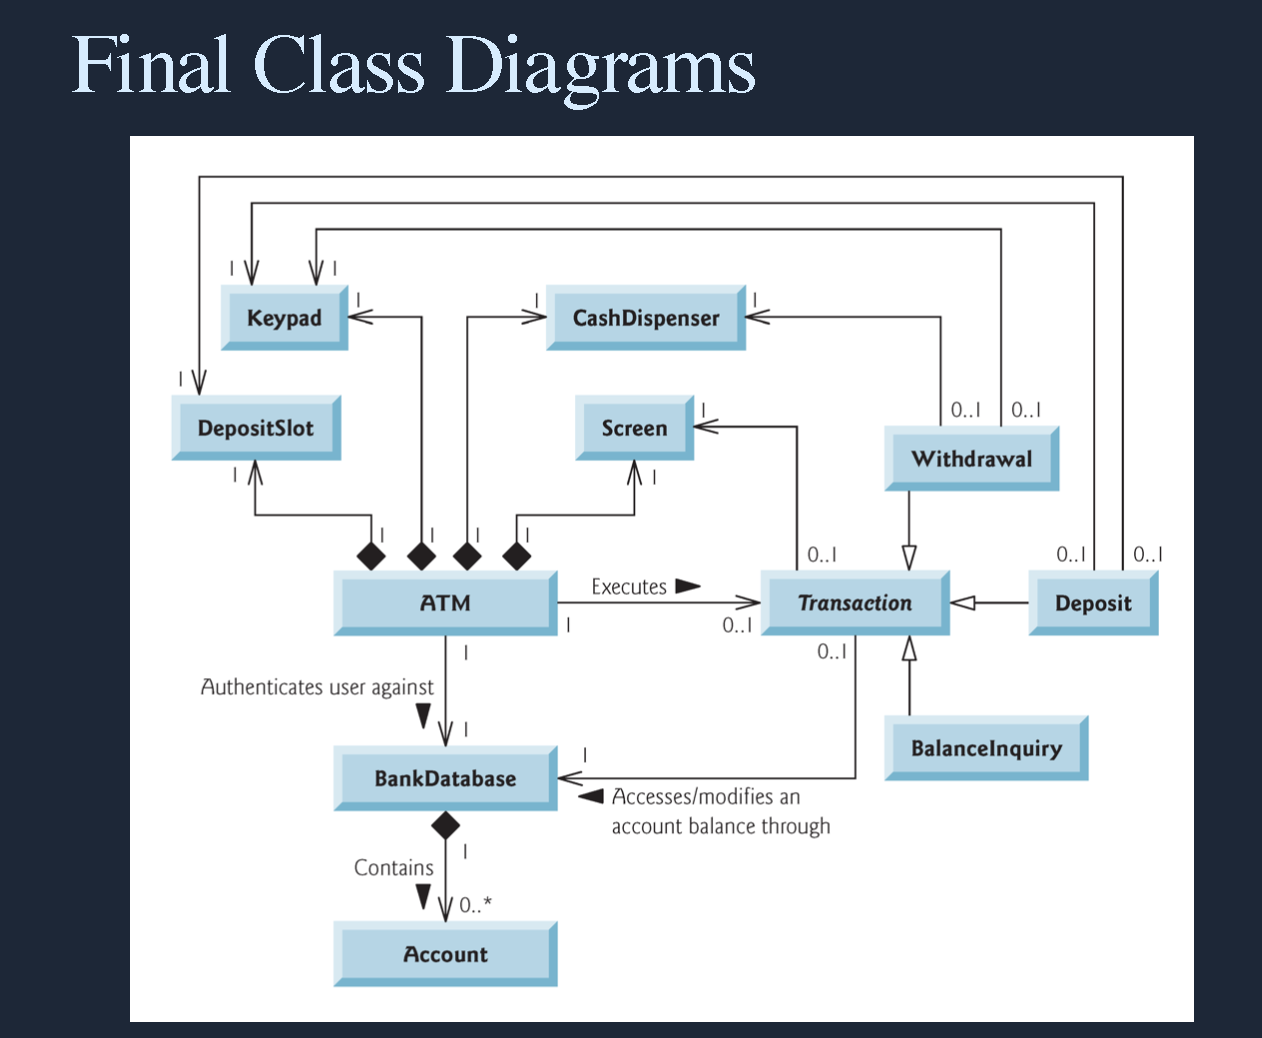 Final Class Diagrams
1 1
Keypad
1
1
CashDispenser
1
1
DepositSlot
1
Screen
1
0..1 0..1
Withdrawal
1
1
1 1 1 1
0..1
0..1 0..1
ATM
Executes
1
0..1
Transaction
Deposit
1
0..1
Authenticates user against
1
BankDatabase
1
Accesses/modifies an
account balance through
BalanceInquiry
1
Contains
0..*
Account